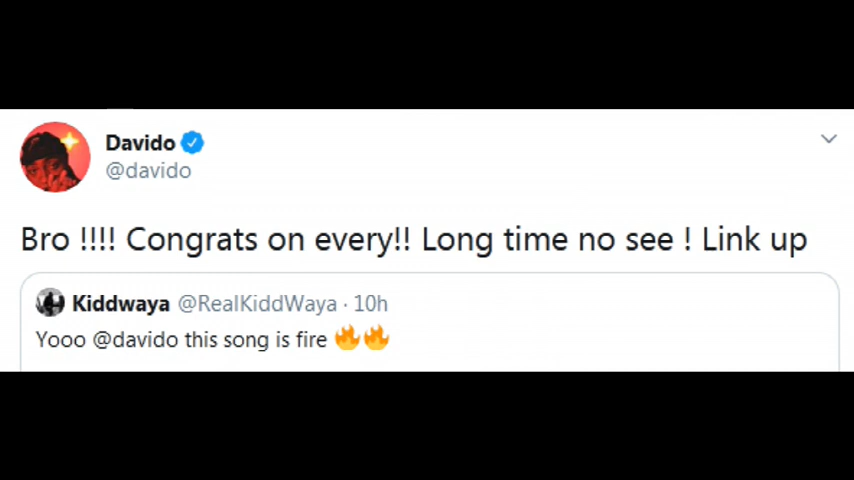 Davido
@davido
Bro !!!! Congrats on every!! Long time no see ! Link up
Kiddwaya @RealKiddWaya · 10h
Yooo @davido this song is fire 🔥🔥